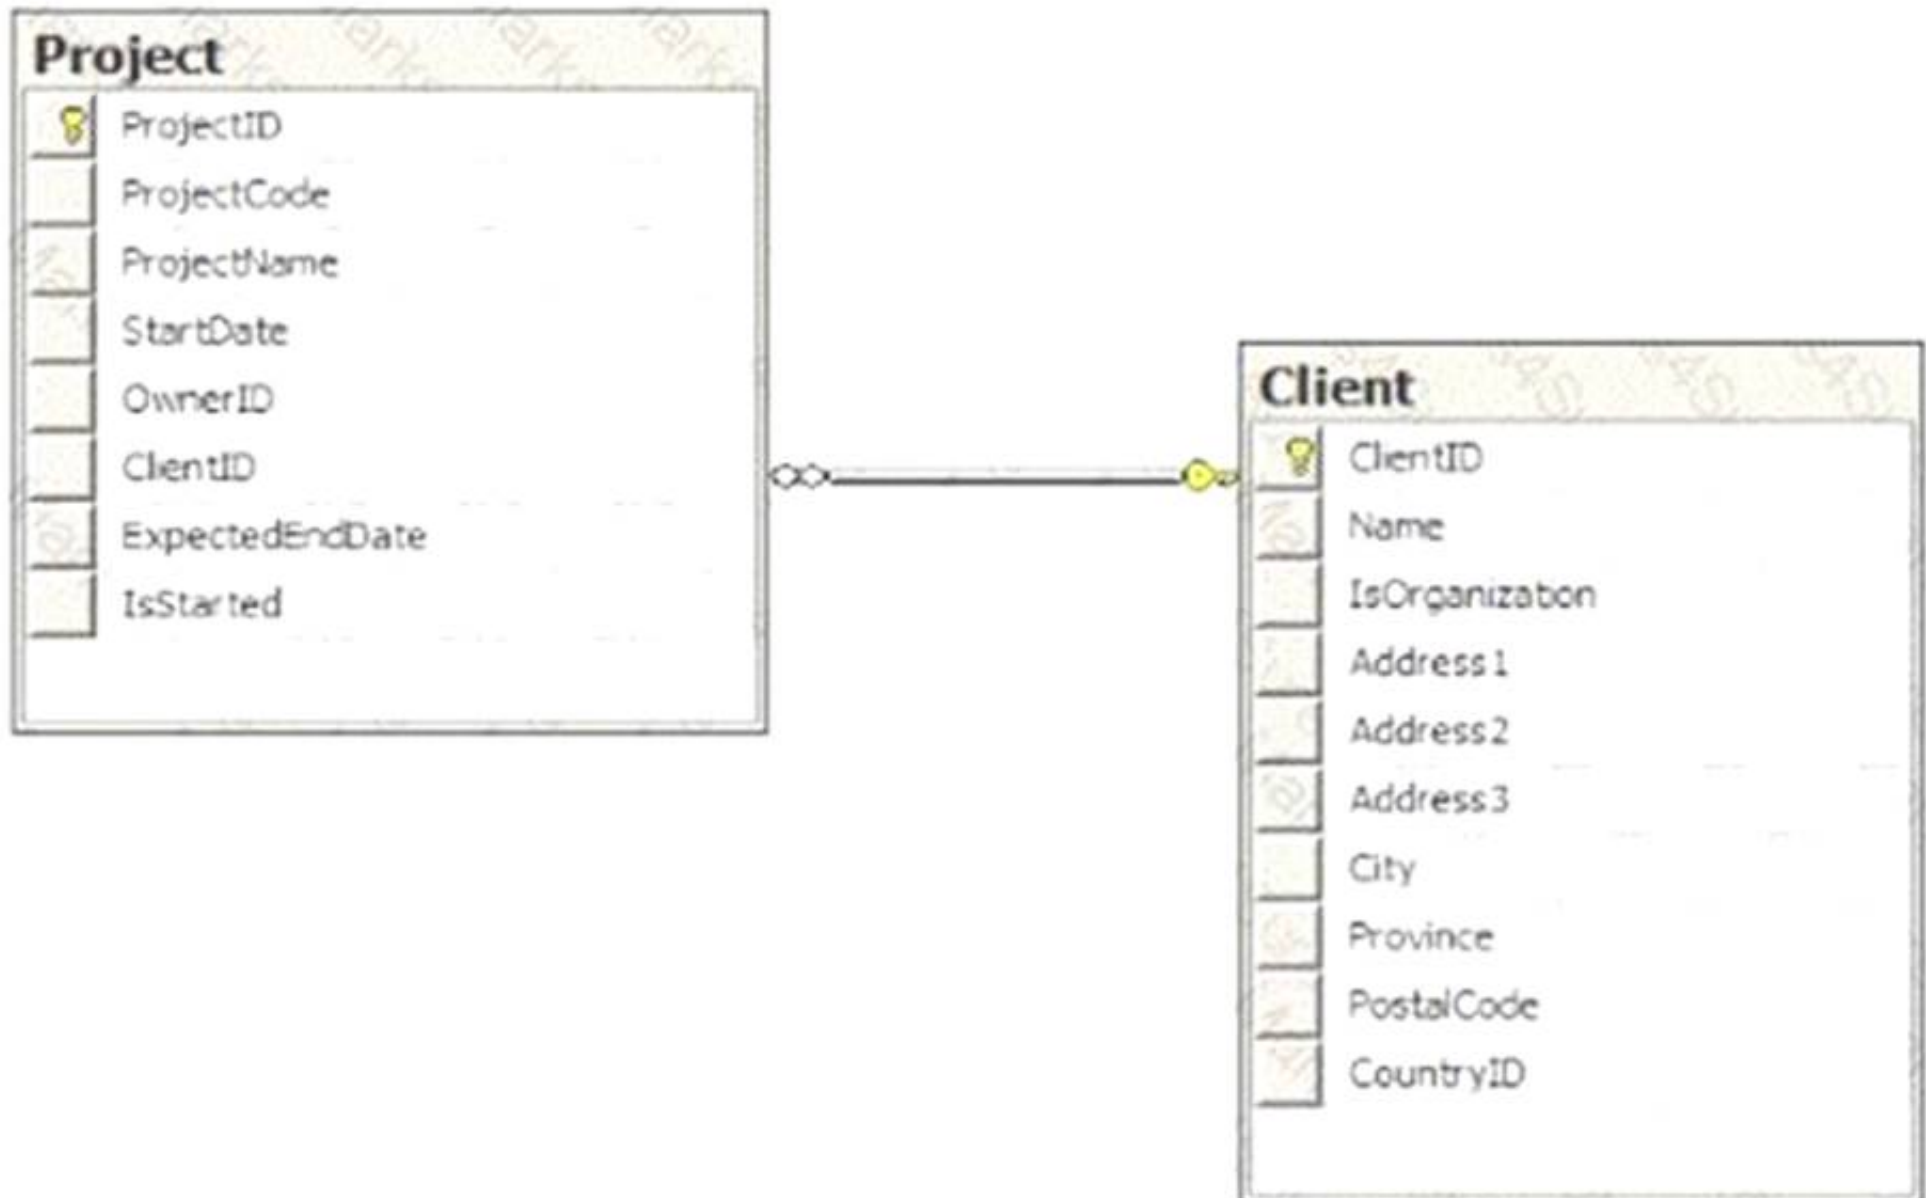 Project
ProjectID
ProjectCode
ProjectName
StartDate
OwnerID
ClientID
ExpectedEndDate
IsStarted
Client
ClientID
Name
IsOrganization
Address1
Address2
Address3
City
Province
PostalCode
CountryID